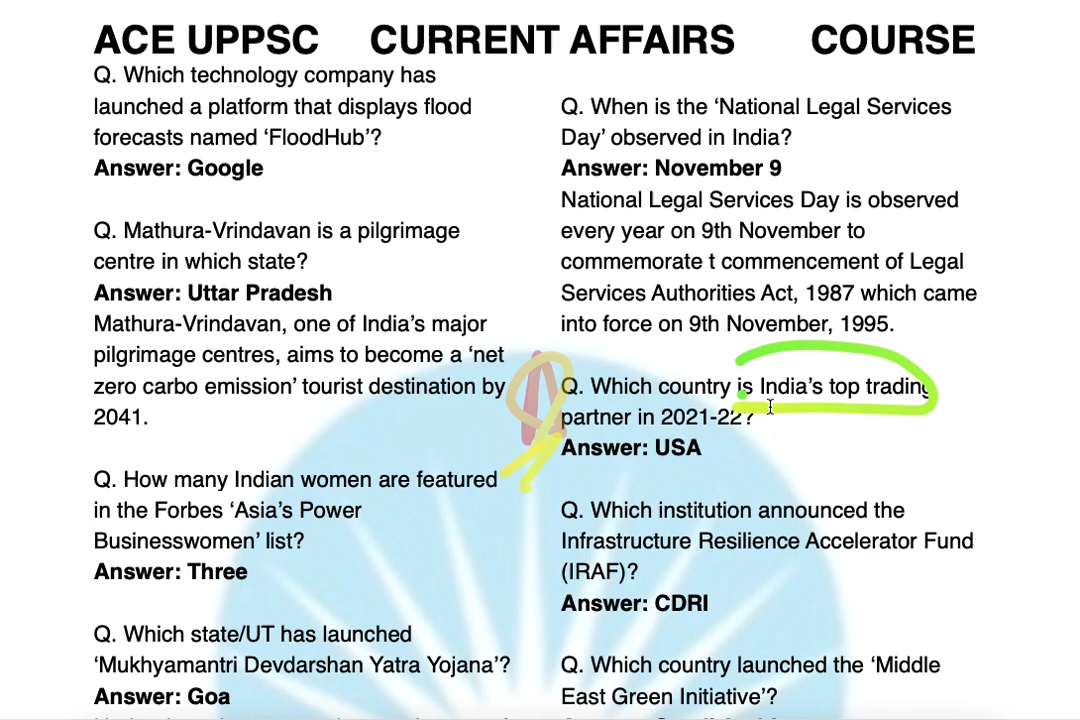 ACE UPPSC CURRENT AFFAIRS COURSE
Q. Which technology company has
launched a platform that displays flood
forecasts named ‘FloodHub’?
Answer: Google
Q. Mathura-Vrindavan is a pilgrimage
centre in which state?
Answer: Uttar Pradesh
Mathura-Vrindavan, one of India’s major
pilgrimage centres, aims to become a ‘net
zero carbo emission’ tourist destination by
2041.
Q. How many Indian women are featured
in the Forbes ‘Asia’s Power
Businesswomen’ list?
Answer: Three
Q. Which state/UT has launched
‘Mukhyamantri Devdarshan Yatra Yojana’?
Answer: Goa
Q. When is the ‘National Legal Services
Day’ observed in India?
Answer: November 9
National Legal Services Day is observed
every year on 9th November to
commemorate t commencement of Legal
Services Authorities Act, 1987 which came
into force on 9th November, 1995.
Q. Which country is India’s top trading
partner in 2021-22?
Answer: USA
Q. Which institution announced the
Infrastructure Resilience Accelerator Fund
(IRAF)?
Answer: CDRI
Q. Which country launched the ‘Middle
East Green Initiative’?